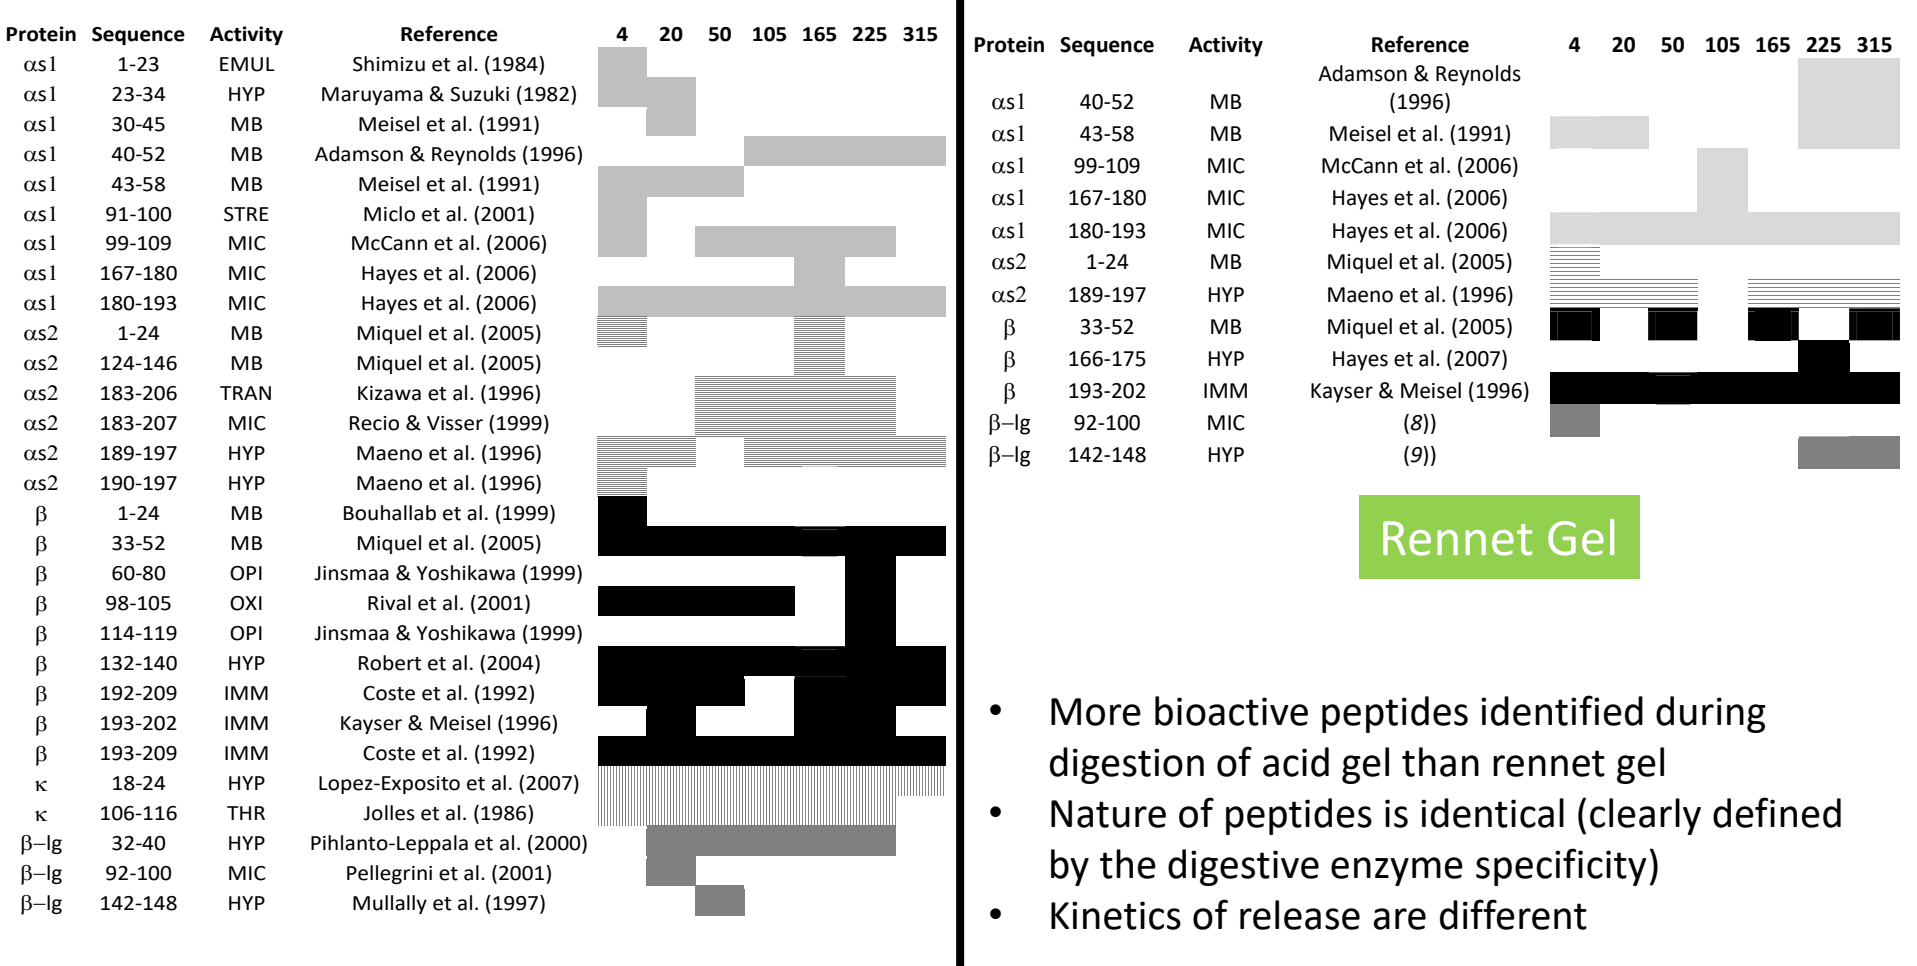 Protein Sequence Activity Reference 4 20 50 105 165 225 315
αs1 1-23 EMUL Shimizu et al. (1984)
αs1 23-34 HYP Maruyama & Suzuki (1982)
αs1 30-45 MB Meisel et al. (1991)
αs1 40-52 MB Adamson & Reynolds (1996)
αs1 43-58 MB Meisel et al. (1991)
αs1 91-100 STRE Miclo et al. (2001)
αs1 99-109 MIC McCann et al. (2006)
αs1 167-180 MIC Hayes et al. (2006)
αs1 180-193 MIC Hayes et al. (2006)
αs2 1-24 MB Miquel et al. (2005)
αs2 124-146 MB Miquel et al. (2005)
αs2 183-206 TRAN Kizawa et al. (1996)
αs2 183-207 MIC Recio & Visser (1999)
αs2 189-197 HYP Maeno et al. (1996)
αs2 190-197 HYP Maeno et al. (1996)
β 1-24 MB Bouhallab et al. (1999)
β 33-52 MB Miquel et al. (2005)
β 60-80 OPI Jinsmaa & Yoshikawa (1999)
β 98-105 OXI Rival et al. (2001)
β 114-119 OPI Jinsmaa & Yoshikawa (1999)
β 132-140 HYP Robert et al. (2004)
β 192-209 IMM Coste et al. (1992)
β 193-202 IMM Kayser & Meisel (1996)
β 193-209 IMM Coste et al. (1992)
κ 18-24 HYP Lopez-Exposito et al. (2007)
κ 106-116 THR Jolles et al. (1986)
β–lg 32-40 HYP Pihlanto-Leppala et al. (2000)
β–lg 92-100 MIC Pellegrini et al. (2001)
β–lg 142-148 HYP Mullally et al. (1997)
Protein Sequence Activity Reference 4 20 50 105 165 225 315
Adamson & Reynolds
αs1 40-52 MB (1996)
αs1 43-58 MB Meisel et al. (1991)
αs1 99-109 MIC McCann et al. (2006)
αs1 167-180 MIC Hayes et al. (2006)
αs1 180-193 MIC Hayes et al. (2006)
αs2 1-24 MB Miquel et al. (2005)
αs2 189-197 HYP Maeno et al. (1996)
β 33-52 MB Miquel et al. (2005)
β 166-175 HYP Hayes et al. (2007)
β 193-202 IMM Kayser & Meisel (1996)
β–lg 92-100 MIC (8))
β–lg 142-148 HYP (9))
Rennet Gel
• More bioactive peptides identified during
digestion of acid gel than rennet gel
• Nature of peptides is identical (clearly defined
by the digestive enzyme specificity)
• Kinetics of release are different